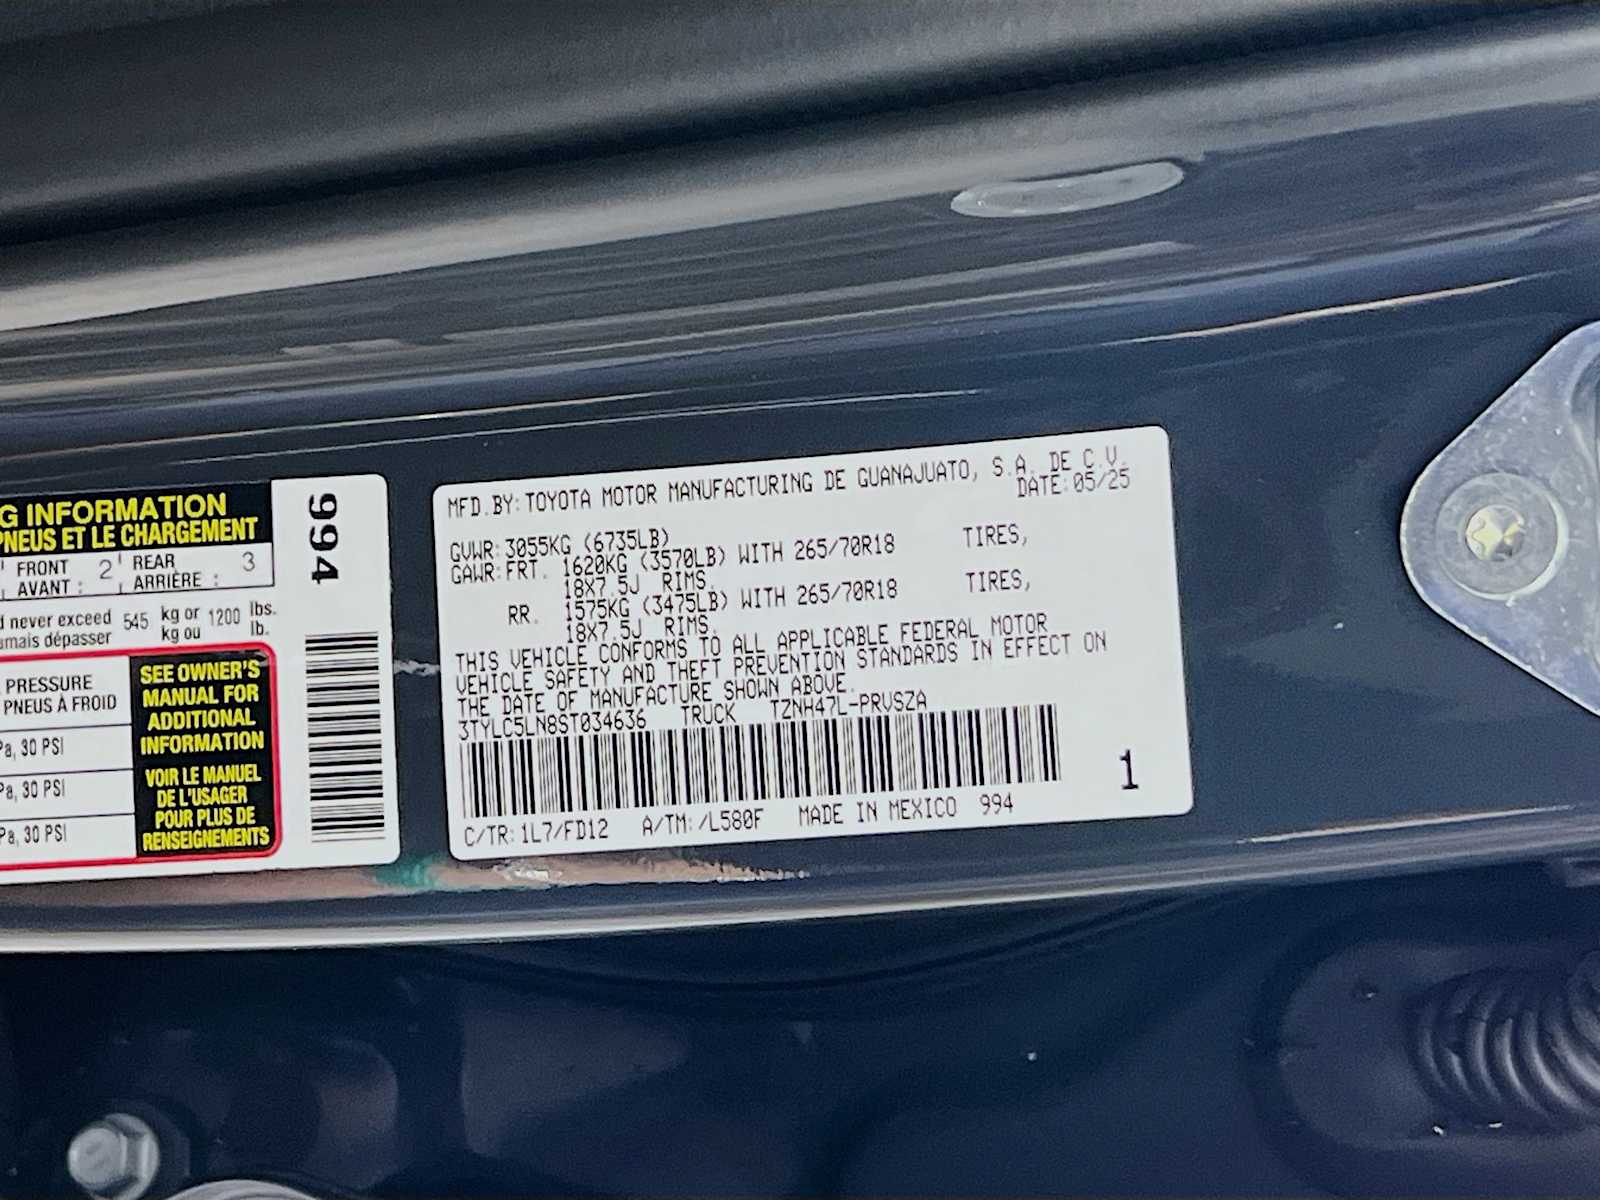 G INFORMATION
PNEUS ET LE CHARGEMENT
FRONT 2 REAR 3
AVANT : ARRIÈRE :
never exceed 545 kg or 1200 lbs.
jamais dépasser kg ou lb.
PRESSURE
PNEUS À FROID
30 PSI
30 PSI
30 PSI
SEE OWNER'S
MANUAL FOR
ADDITIONAL
INFORMATION
VOIR LE MANUEL
DE L'USAGER
POUR PLUS DE
RENSEIGNEMENTS
994
MFD.BY:TOYOTA MOTOR MANUFACTURING DE GUANAJUATO, S.A. DE C.V.
DATE:05/25
GVWR:3055KG (6735LB)
GAWR:FRT. 1620KG (3570LB) WITH 265/70R18 TIRES,
18X7.5J RIMS.
RR. 1575KG (3475LB) WITH 265/70R18 TIRES,
18X7.5J RIMS.
THIS VEHICLE CONFORMS TO ALL APPLICABLE FEDERAL MOTOR
VEHICLE SAFETY AND THEFT PREVENTION STANDARDS IN EFFECT ON
THE DATE OF MANUFACTURE SHOWN ABOVE.
3TYLC5LN8ST034636 TRUCK TZNH47L-PRVSZA
1
C/TR:1L7/FD12 A/TM:/L580F MADE IN MEXICO 994